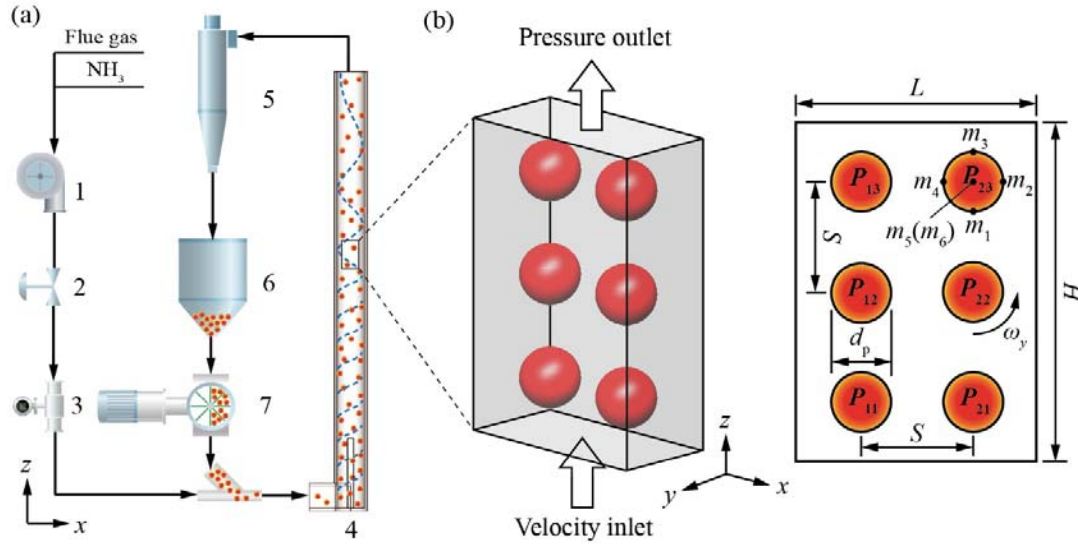 (a)
Flue gas
NH₃
1
2
3
4
5
6
7
z
x
(b)
Pressure outlet
Velocity inlet
z
y
x
L
H
m₃
P₁₃
P₂₃
m₄
m₂
m₁
m₅(m₆)
S
P₁₂
P₂₂
dₚ
ω_y
P₁₁
P₂₁
S